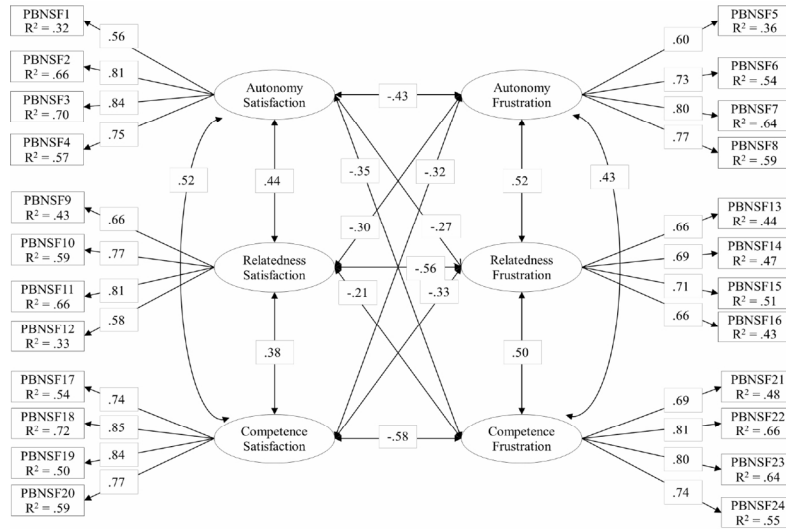 PBNSF1
R² = .32
PBNSF2
R² = .66
PBNSF3
R² = .70
PBNSF4
R² = .57
.56
.81
.84
.75
Autonomy
Satisfaction
-.43
Autonomy
Frustration
.60
.73
.80
.77
PBNSF5
R² = .36
PBNSF6
R² = .54
PBNSF7
R² = .64
PBNSF8
R² = .59
.52
.44
-.35
-.32
.52
.43
-.30
-.27
PBNSF9
R² = .43
PBNSF10
R² = .59
PBNSF11
R² = .66
PBNSF12
R² = .33
.66
.77
.81
.58
Relatedness
Satisfaction
-.56
Relatedness
Frustration
.66
.69
.71
.66
PBNSF13
R² = .44
PBNSF14
R² = .47
PBNSF15
R² = .51
PBNSF16
R² = .43
-.21
-.33
.38
.50
PBNSF17
R² = .54
PBNSF18
R² = .72
PBNSF19
R² = .50
PBNSF20
R² = .59
.74
.85
.84
.77
Competence
Satisfaction
-.58
Competence
Frustration
.69
.81
.80
.74
PBNSF21
R² = .48
PBNSF22
R² = .66
PBNSF23
R² = .64
PBNSF24
R² = .55